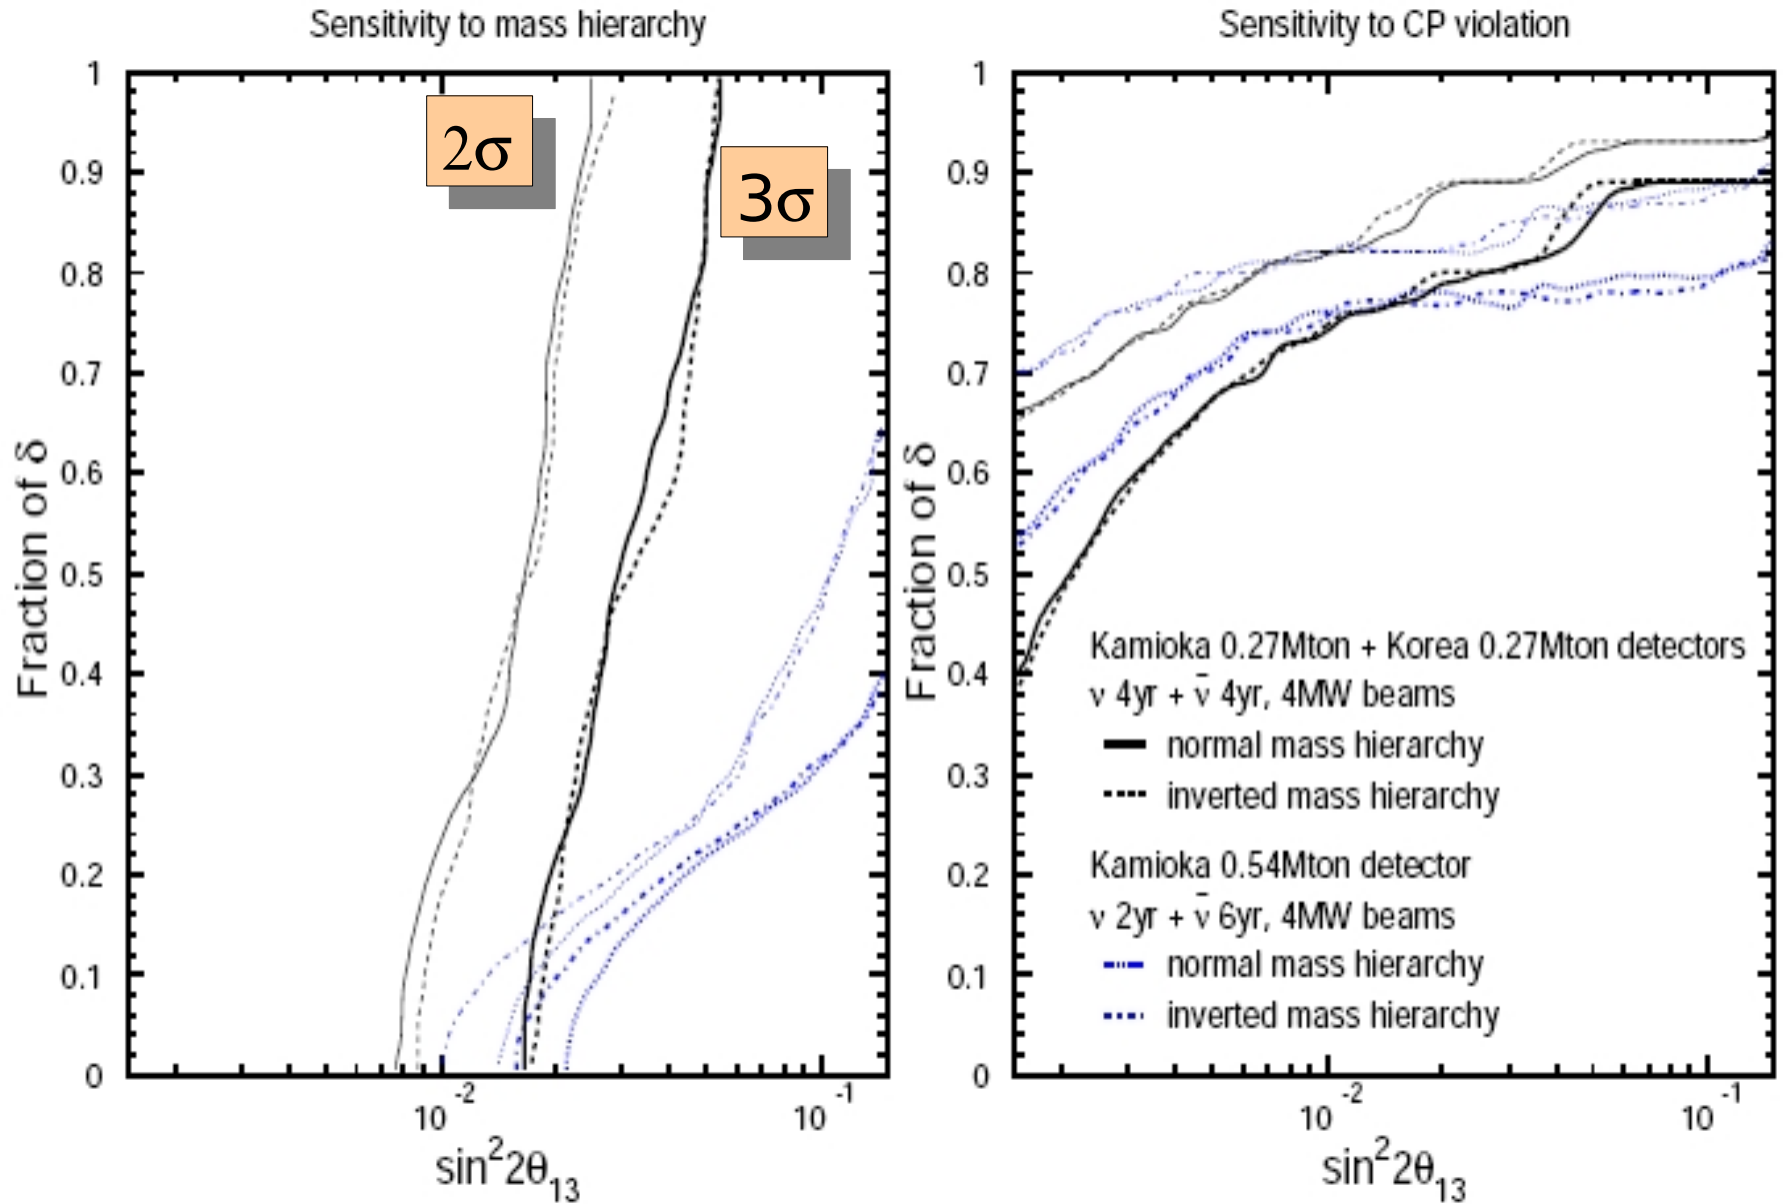 Sensitivity to mass hierarchy
1
0.9
0.8
0.7
0.6
0.5
0.4
0.3
0.2
0.1
0
Fraction of δ
2σ
3σ
10⁻² 10⁻¹
sin²2θ₁₃
Sensitivity to CP violation
1
0.9
0.8
0.7
0.6
0.5
0.4
0.3
0.2
0.1
0
Fraction of δ
Kamioka 0.27Mton + Korea 0.27Mton detectors
ν 4yr + ν̄ 4yr, 4MW beams
normal mass hierarchy
inverted mass hierarchy
Kamioka 0.54Mton detector
ν 2yr + ν̄ 6yr, 4MW beams
normal mass hierarchy
inverted mass hierarchy
10⁻² 10⁻¹
sin²2θ₁₃